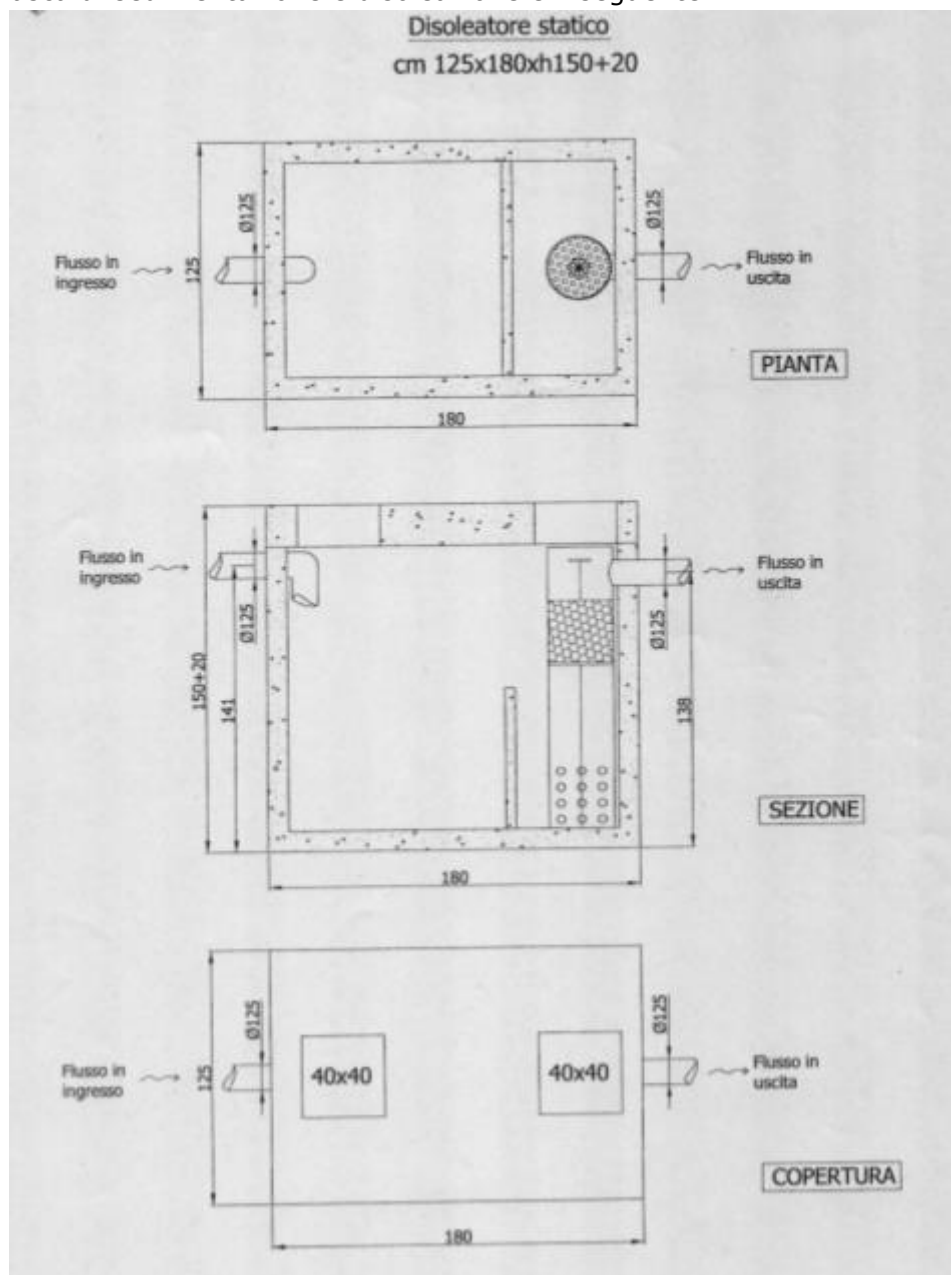 Disoleatore statico
cm 125x180xh150+20
125
Ø125
Ø125
Flusso in
ingresso
Flusso in
uscita
PIANTA
180
Flusso in
ingresso
Flusso in
uscita
Ø125
Ø125
150+20
141
138
SEZIONE
180
Ø125
Ø125
Flusso in
ingresso
125
40x40
40x40
Flusso in
uscita
COPERTURA
180